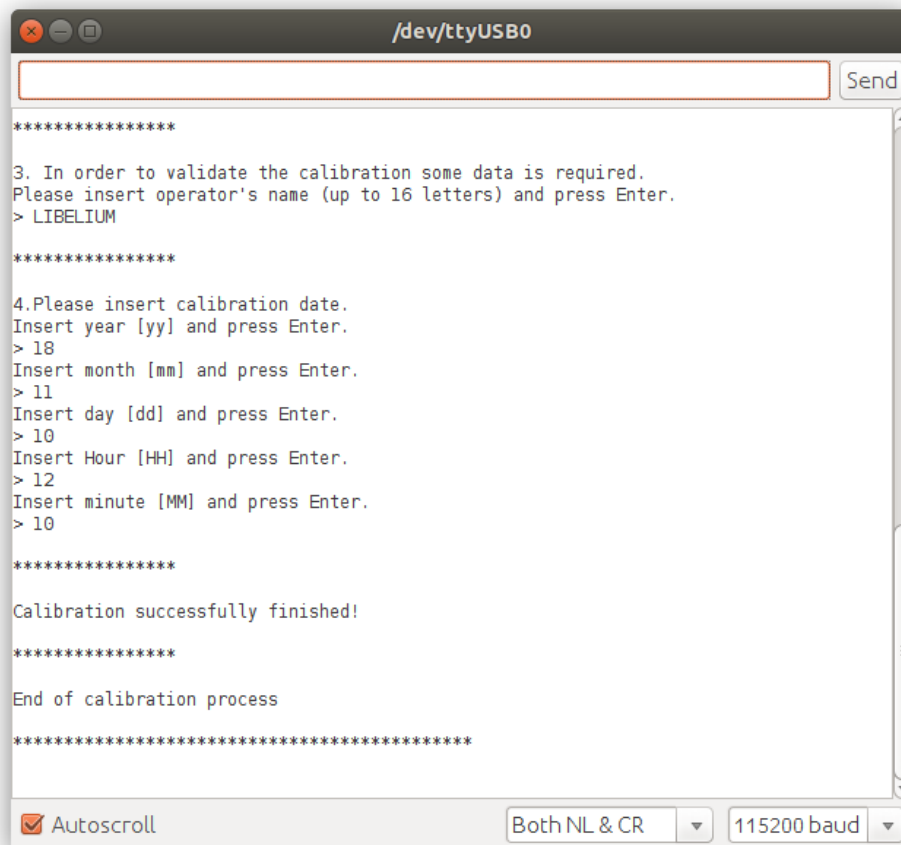 /dev/ttyUSB0
Send
****************
3. In order to validate the calibration some data is required.
Please insert operator's name (up to 16 letters) and press Enter.
> LIBELIUM
****************
4.Please insert calibration date.
Insert year [yy] and press Enter.
> 18
Insert month [mm] and press Enter.
> 11
Insert day [dd] and press Enter.
> 10
Insert Hour [HH] and press Enter.
> 12
Insert minute [MM] and press Enter.
> 10
****************
Calibration successfully finished!
****************
End of calibration process
*********************************************
Autoscroll
Both NL & CR
115200 baud